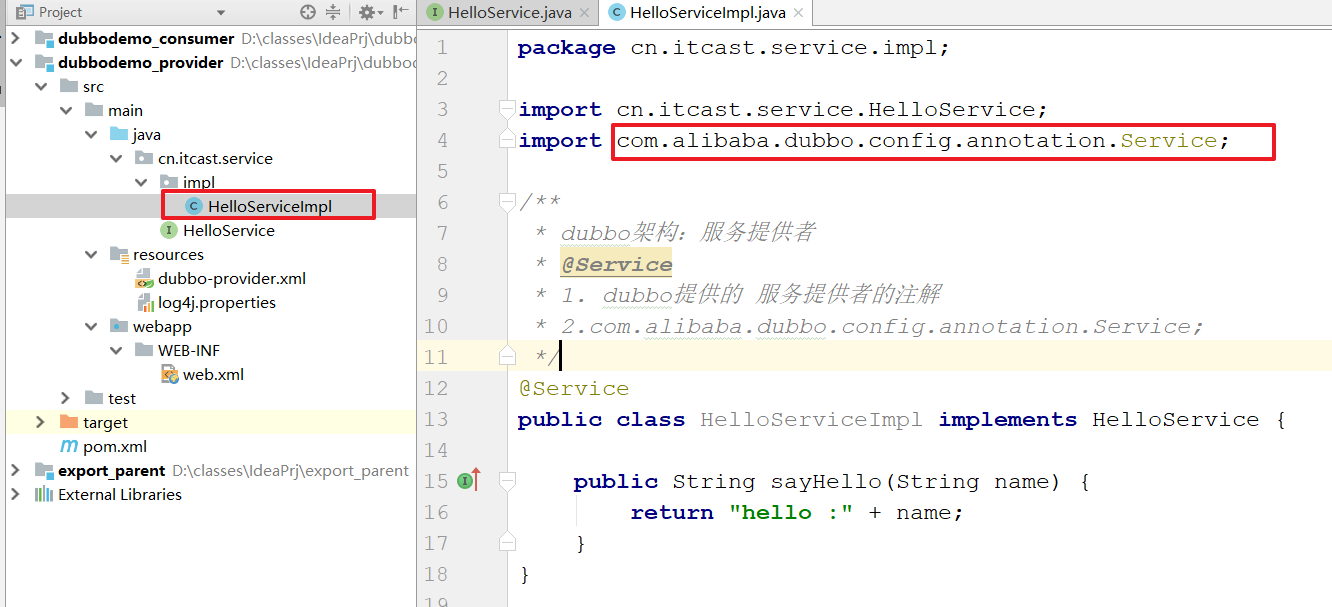 Project
dubbodemo_consumer D:\classes\IdeaPrj\dubbo
dubbodemo_provider D:\classes\IdeaPrj\dubbo
src
main
java
cn.itcast.service
impl
HelloServiceImpl
HelloService
resources
dubbo-provider.xml
log4j.properties
webapp
WEB-INF
web.xml
test
target
pom.xml
export_parent D:\classes\IdeaPrj\export_parent
External Libraries
HelloService.java
HelloServiceImpl.java
1 package cn.itcast.service.impl;
2
3 import cn.itcast.service.HelloService;
4 import com.alibaba.dubbo.config.annotation.Service;
5
6 /**
7 * dubbo架构：服务提供者
8 * @Service
9 * 1. dubbo提供的 服务提供者的注解
10 * 2.com.alibaba.dubbo.config.annotation.Service;
11 */
12 @Service
13 public class HelloServiceImpl implements HelloService {
14
15 public String sayHello(String name) {
16 return "hello :" + name;
17 }
18 }
19